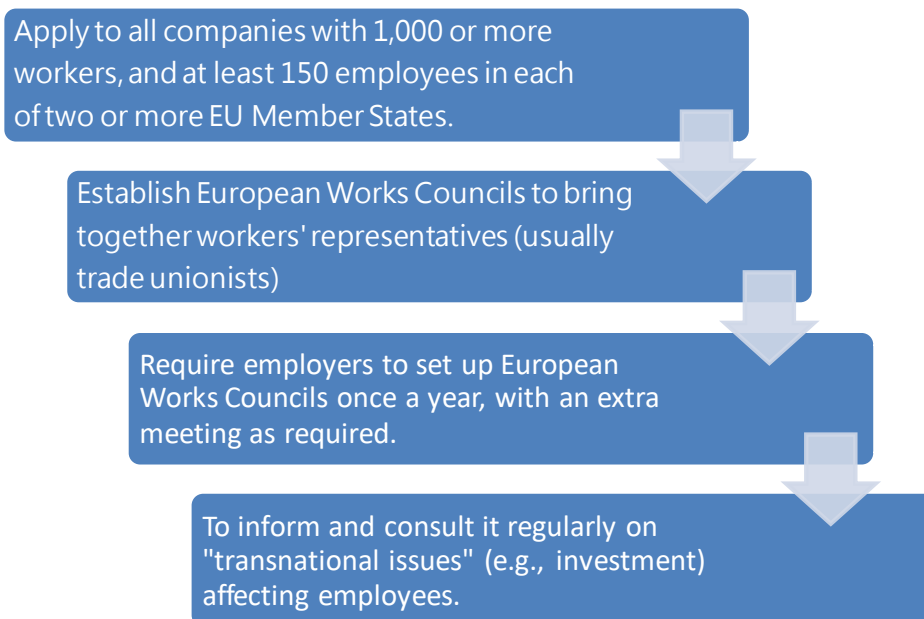 Apply to all companies with 1,000 or more
workers, and at least 150 employees in each
of two or more EU Member States.
Establish European Works Councils to bring
together workers' representatives (usually
trade unionists)
Require employers to set up European
Works Councils once a year, with an extra
meeting as required.
To inform and consult it regularly on
"transnational issues" (e.g., investment)
affecting employees.